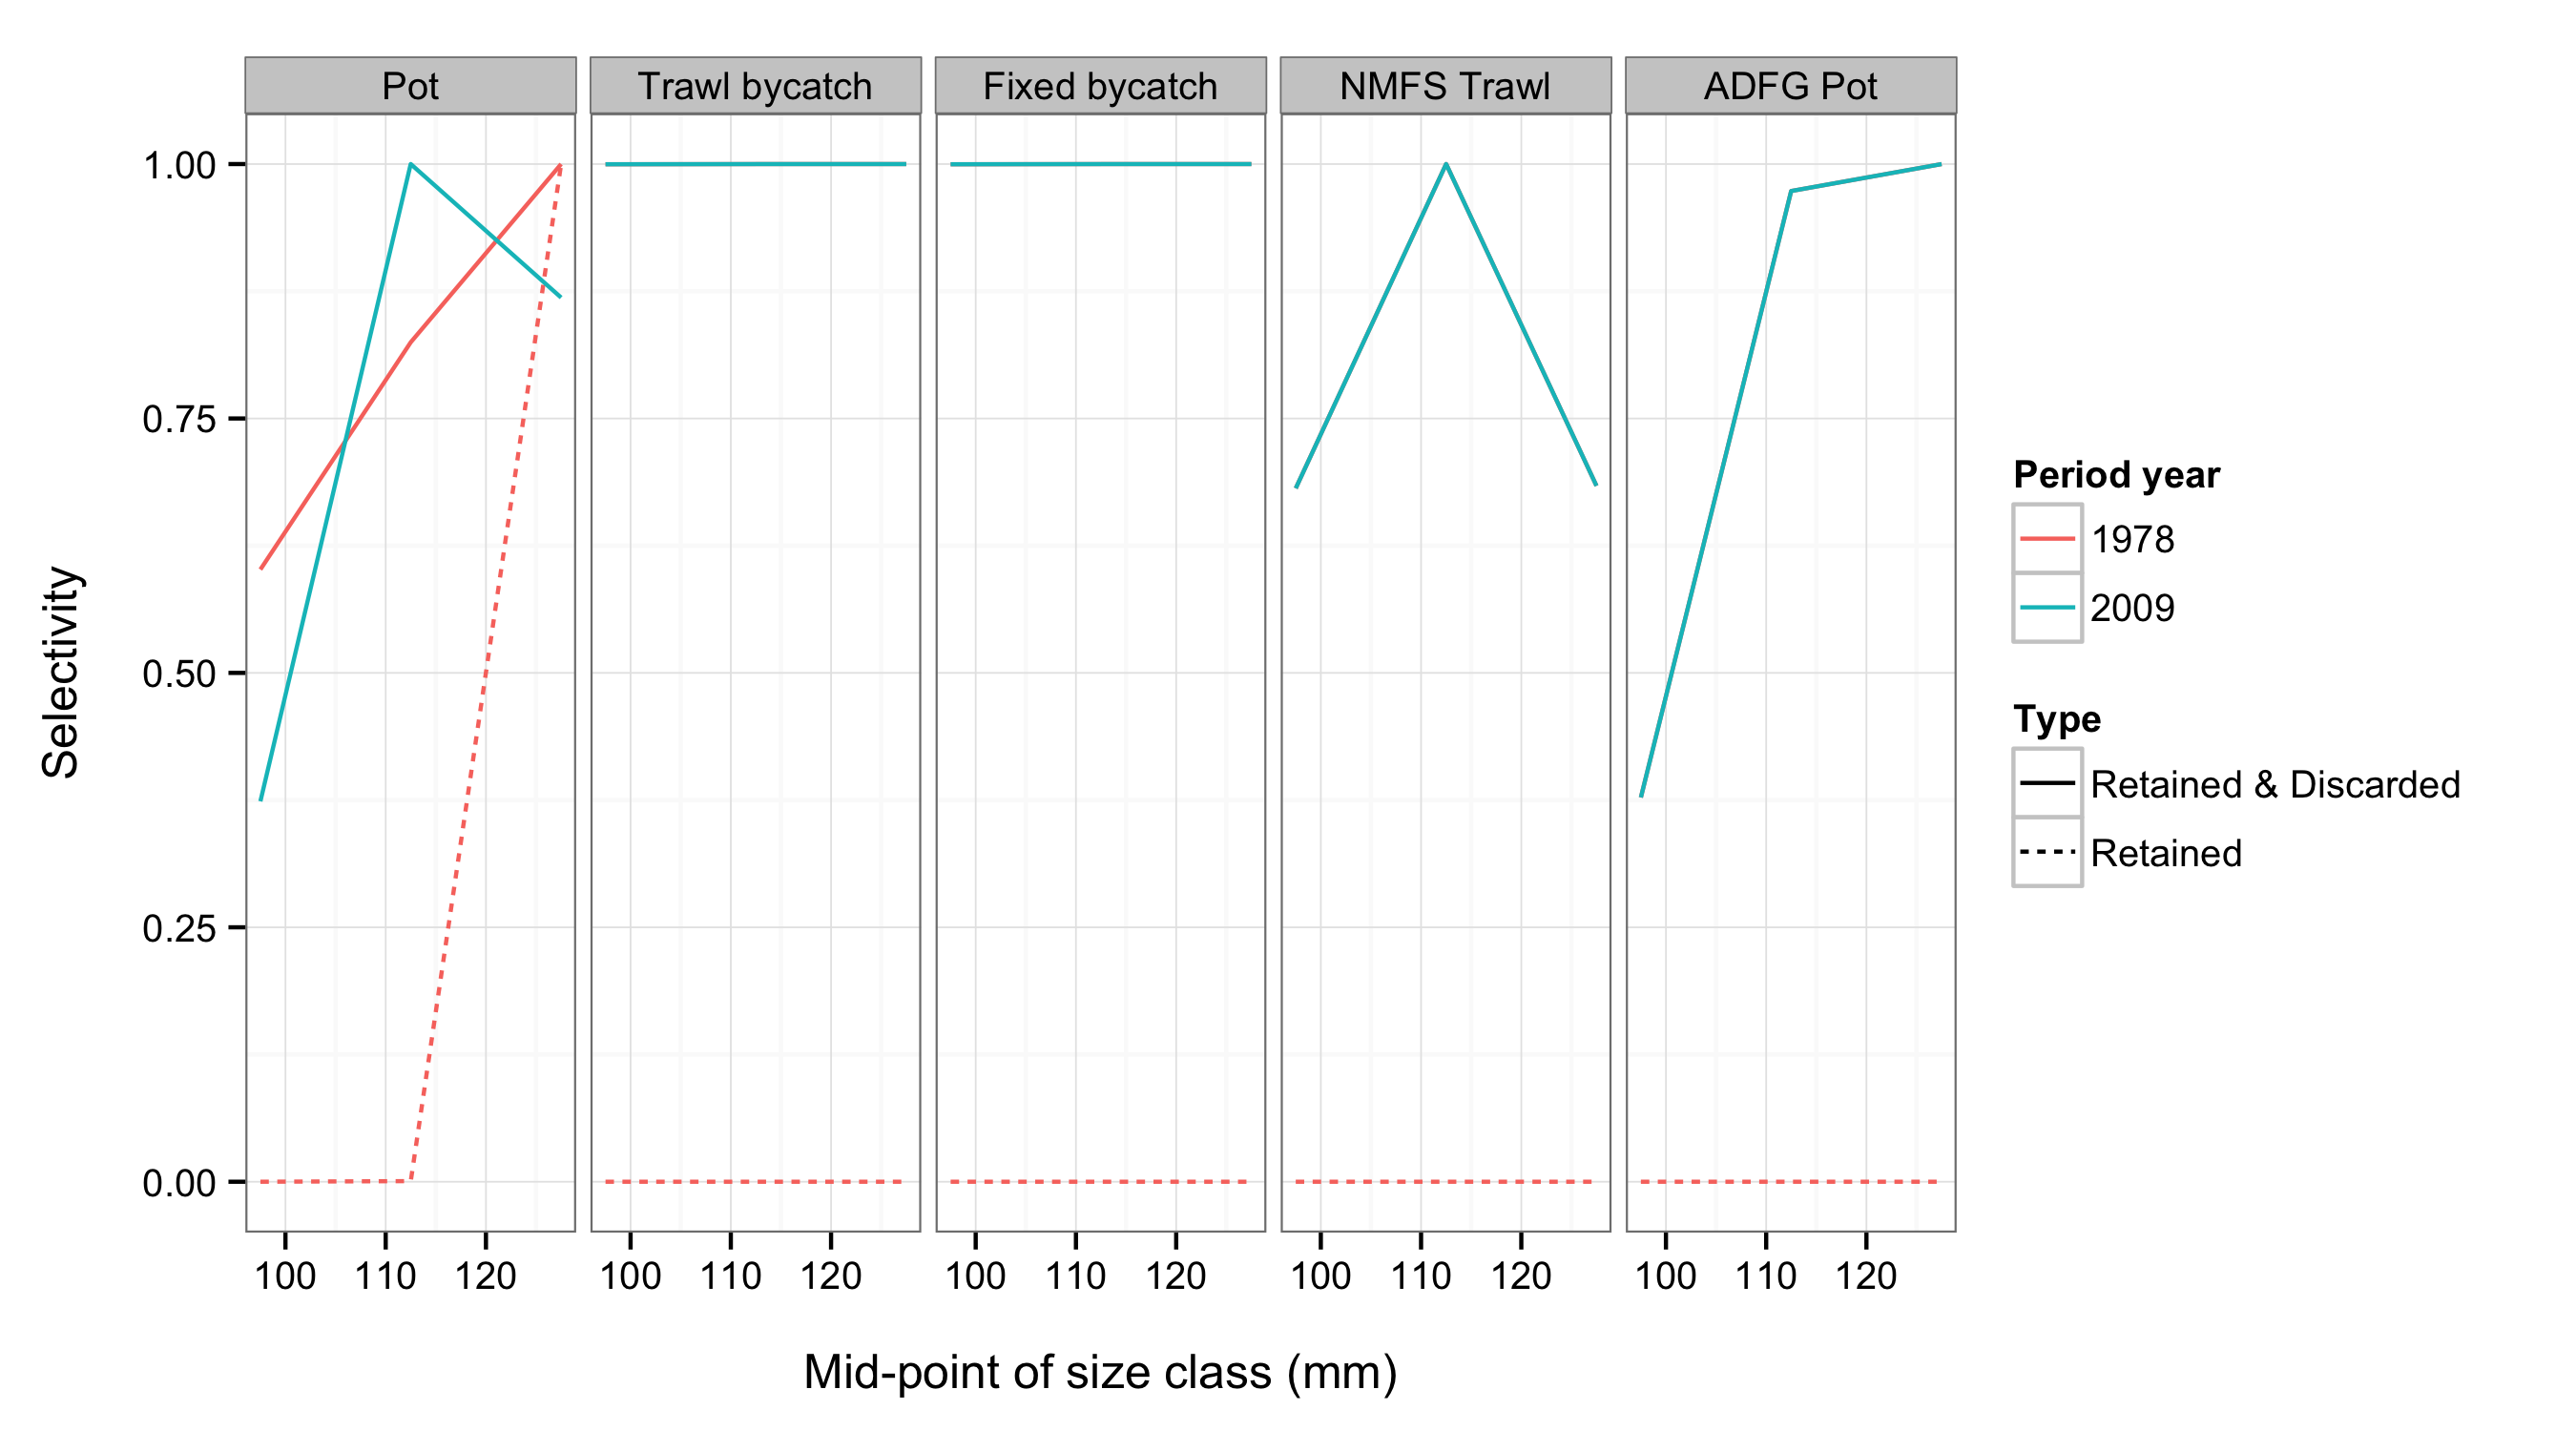 Pot Trawl bycatch Fixed bycatch NMFS Trawl ADFG Pot
1.00
0.75
0.50
0.25
0.00
Selectivity
100 110 120 100 110 120 100 110 120 100 110 120 100 110 120
Mid-point of size class (mm)
Period year
1978
2009
Type
Retained & Discarded
Retained